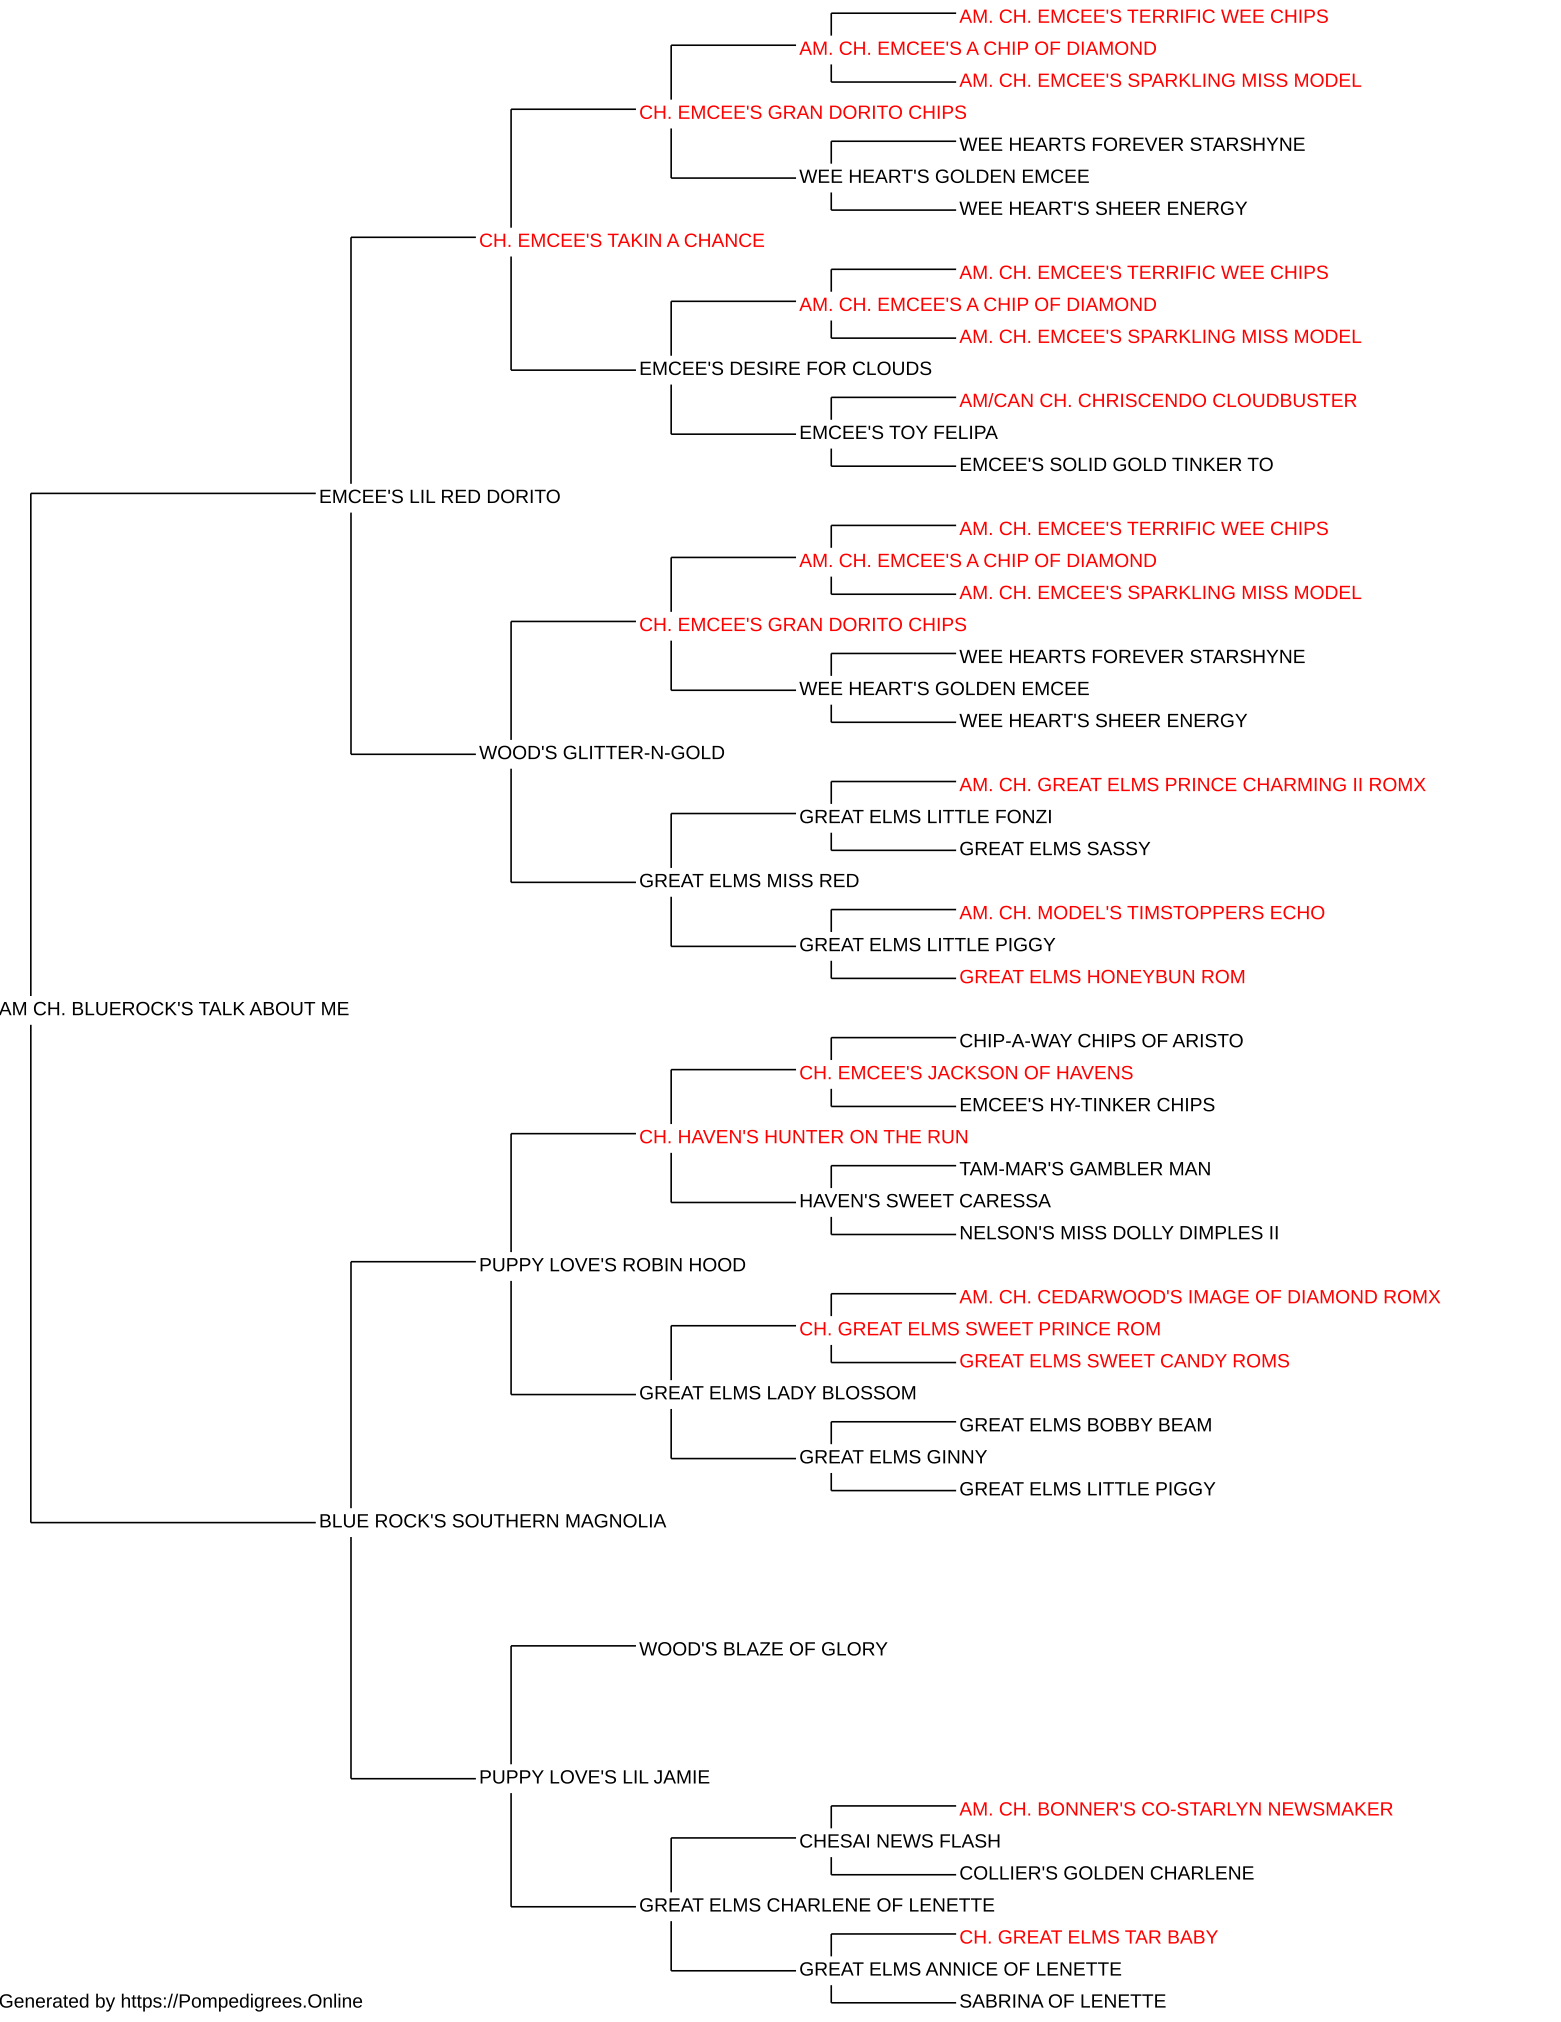 AM. CH. EMCEE'S TERRIFIC WEE CHIPS
AM. CH. EMCEE'S A CHIP OF DIAMOND
AM. CH. EMCEE'S SPARKLING MISS MODEL
CH. EMCEE'S GRAN DORITO CHIPS
WEE HEARTS FOREVER STARSHYNE
WEE HEART'S GOLDEN EMCEE
WEE HEART'S SHEER ENERGY
CH. EMCEE'S TAKIN A CHANCE
AM. CH. EMCEE'S TERRIFIC WEE CHIPS
AM. CH. EMCEE'S A CHIP OF DIAMOND
AM. CH. EMCEE'S SPARKLING MISS MODEL
EMCEE'S DESIRE FOR CLOUDS
AM/CAN CH. CHRISCENDO CLOUDBUSTER
EMCEE'S TOY FELIPA
EMCEE'S SOLID GOLD TINKER TO
EMCEE'S LIL RED DORITO
AM. CH. EMCEE'S TERRIFIC WEE CHIPS
AM. CH. EMCEE'S A CHIP OF DIAMOND
AM. CH. EMCEE'S SPARKLING MISS MODEL
CH. EMCEE'S GRAN DORITO CHIPS
WEE HEARTS FOREVER STARSHYNE
WEE HEART'S GOLDEN EMCEE
WEE HEART'S SHEER ENERGY
WOOD'S GLITTER-N-GOLD
AM. CH. GREAT ELMS PRINCE CHARMING II ROMX
GREAT ELMS LITTLE FONZI
GREAT ELMS SASSY
GREAT ELMS MISS RED
AM. CH. MODEL'S TIMSTOPPERS ECHO
GREAT ELMS LITTLE PIGGY
GREAT ELMS HONEYBUN ROM
AM CH. BLUEROCK'S TALK ABOUT ME
CHIP-A-WAY CHIPS OF ARISTO
CH. EMCEE'S JACKSON OF HAVENS
EMCEE'S HY-TINKER CHIPS
CH. HAVEN'S HUNTER ON THE RUN
TAM-MAR'S GAMBLER MAN
HAVEN'S SWEET CARESSA
NELSON'S MISS DOLLY DIMPLES II
PUPPY LOVE'S ROBIN HOOD
AM. CH. CEDARWOOD'S IMAGE OF DIAMOND ROMX
CH. GREAT ELMS SWEET PRINCE ROM
GREAT ELMS SWEET CANDY ROMS
GREAT ELMS LADY BLOSSOM
GREAT ELMS BOBBY BEAM
GREAT ELMS GINNY
GREAT ELMS LITTLE PIGGY
BLUE ROCK'S SOUTHERN MAGNOLIA
WOOD'S BLAZE OF GLORY
PUPPY LOVE'S LIL JAMIE
AM. CH. BONNER'S CO-STARLYN NEWSMAKER
CHESAI NEWS FLASH
COLLIER'S GOLDEN CHARLENE
GREAT ELMS CHARLENE OF LENETTE
CH. GREAT ELMS TAR BABY
GREAT ELMS ANNICE OF LENETTE
SABRINA OF LENETTE
Generated by https://Pompedigrees.Online